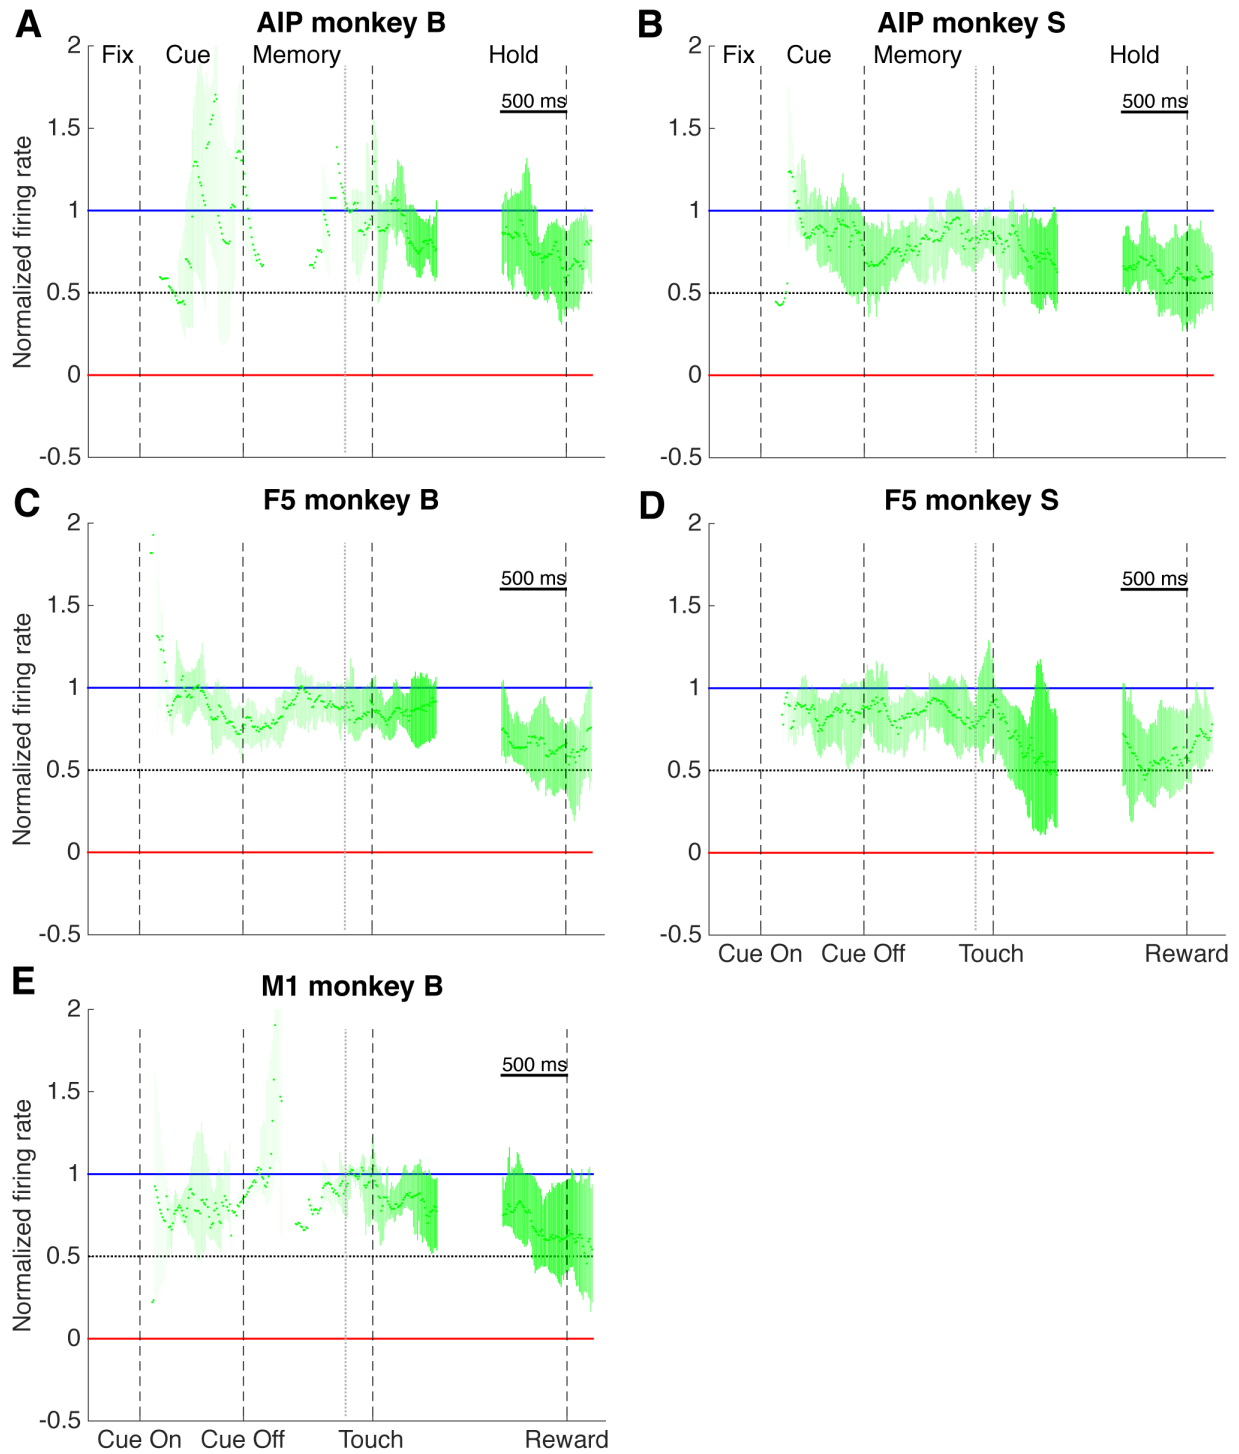 A
AIP monkey B
Normalized firing rate
2
1.5
1
0.5
0
-0.5
Fix
Cue
Memory
Hold
500 ms
B
AIP monkey S
2
1.5
1
0.5
0
-0.5
Fix
Cue
Memory
Hold
500 ms
C
F5 monkey B
Normalized firing rate
2
1.5
1
0.5
0
-0.5
500 ms
D
F5 monkey S
2
1.5
1
0.5
0
-0.5
500 ms
Cue On
Cue Off
Touch
Reward
E
M1 monkey B
Normalized firing rate
2
1.5
1
0.5
0
-0.5
500 ms
Cue On
Cue Off
Touch
Reward